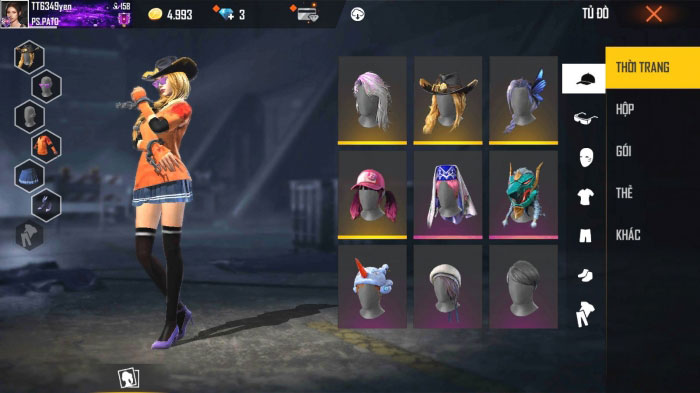 TT6349yen
158
4.993
3
TỦ ĐỒ
PS.PATO
THỜI TRANG
HỘP
GÓI
THẺ
KHÁC